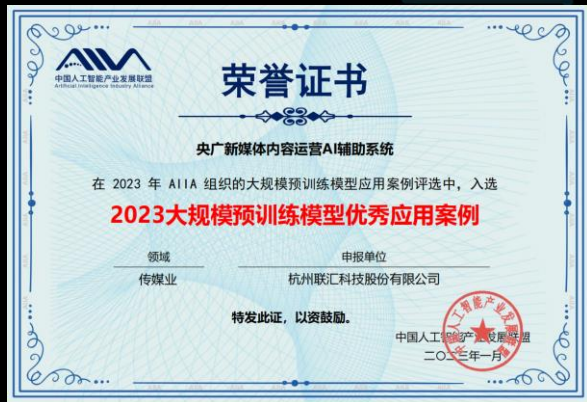 AIIA
中国人工智能产业发展联盟
Artificial Intelligence Industry Alliance
荣誉证书
央广新媒体内容运营AI辅助系统
在 2023 年 AIIA 组织的大规模预训练模型应用案例评选中，入选
2023大规模预训练模型优秀应用案例
领域 申报单位
传媒业 杭州联汇科技股份有限公司
特发此证，以资鼓励。
中国人工智能产业发展联盟
二〇二三年一月